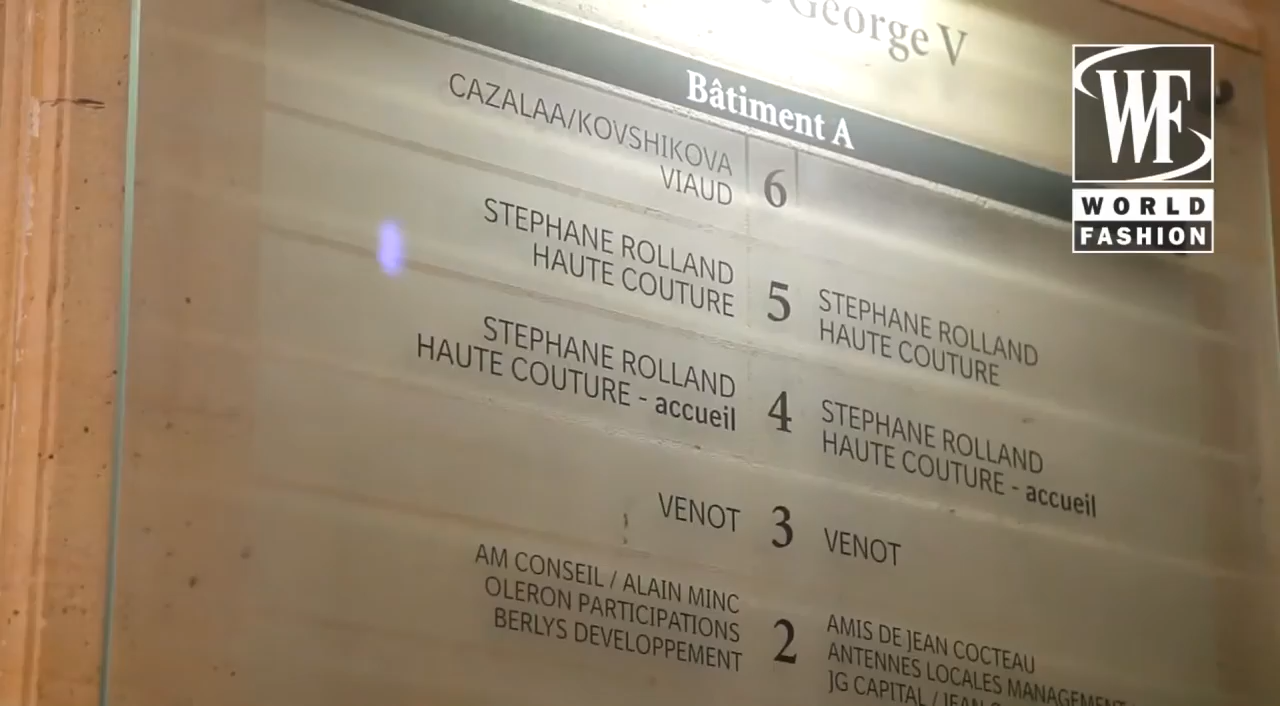 George V
Bâtiment A
CAZALAA/KOVSHIKOVA
VIAUD
6
STEPHANE ROLLAND
HAUTE COUTURE
5
STEPHANE ROLLAND
HAUTE COUTURE
STEPHANE ROLLAND
HAUTE COUTURE - accueil
4
STEPHANE ROLLAND
HAUTE COUTURE - accueil
VENOT
3
VENOT
AM CONSEIL / ALAIN MINC
OLERON PARTICIPATIONS
BERLYS DEVELOPPEMENT
2
AMIS DE JEAN COCTEAU
ANTENNES LOCALES MANAGEMENT
JG CAPITAL /
WF
WORLD
FASHION